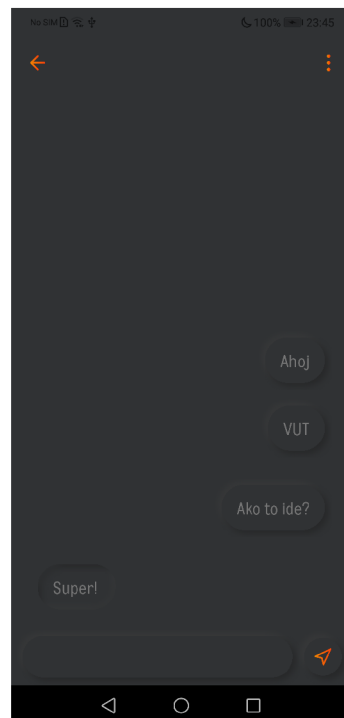 No SIM 100% 23:45
Ahoj
VUT
Ako to ide?
Super!